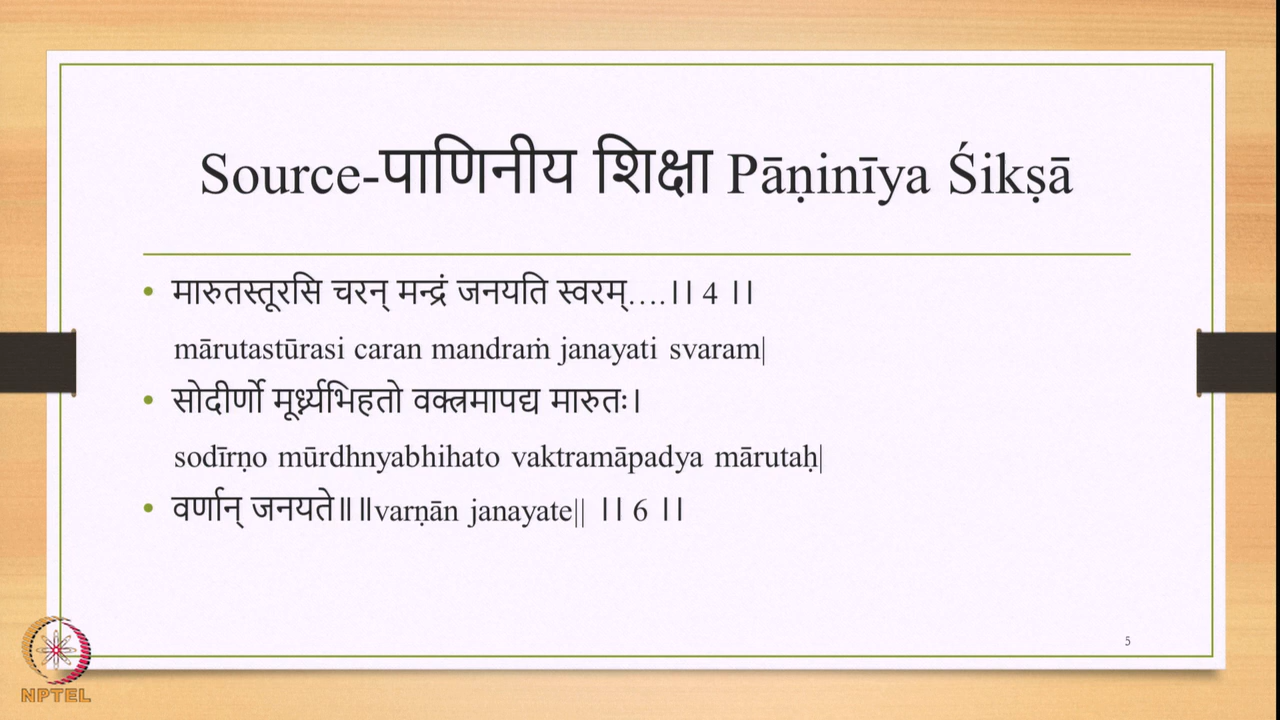 Source-पाणिनीय शिक्षा Pāṇinīya Śikṣā
• मारुतस्तूरसि चरन् मन्द्रं जनयति स्वरम्….।। 4 ।।
mārutastūrasi caran mandraṁ janayati svaram|
• सोदीर्णो मूर्ध्न्यभिहतो वक्त्रमापद्य मारुतः।
sodīrṇo mūrdhnyabhihato vaktramāpadya mārutaḥ|
• वर्णान् जनयते॥ ॥varṇān janayate|| ।। 6 ।।
5
NPTEL